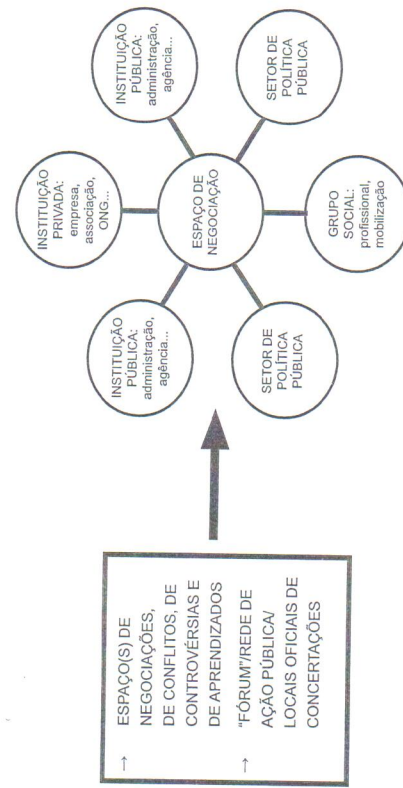 → ESPAÇO(S) DE
NEGOCIAÇÕES,
DE CONFLITOS, DE
CONTROVÉRSIAS E
DE APRENDIZADOS
→ "FÓRUM"/REDE DE
AÇÃO PÚBLICA/
LOCAIS OFICIAIS DE
CONCERTAÇÕES
INSTITUIÇÃO
PRIVADA:
empresa,
associação,
ONG...
INSTITUIÇÃO
PÚBLICA:
administração,
agência...
INSTITUIÇÃO
PÚBLICA:
administração,
agência...
ESPAÇO DE
NEGOCIAÇÃO
SETOR DE
POLÍTICA
PÚBLICA
SETOR DE
POLÍTICA
PÚBLICA
GRUPO
SOCIAL:
profissional,
mobilização